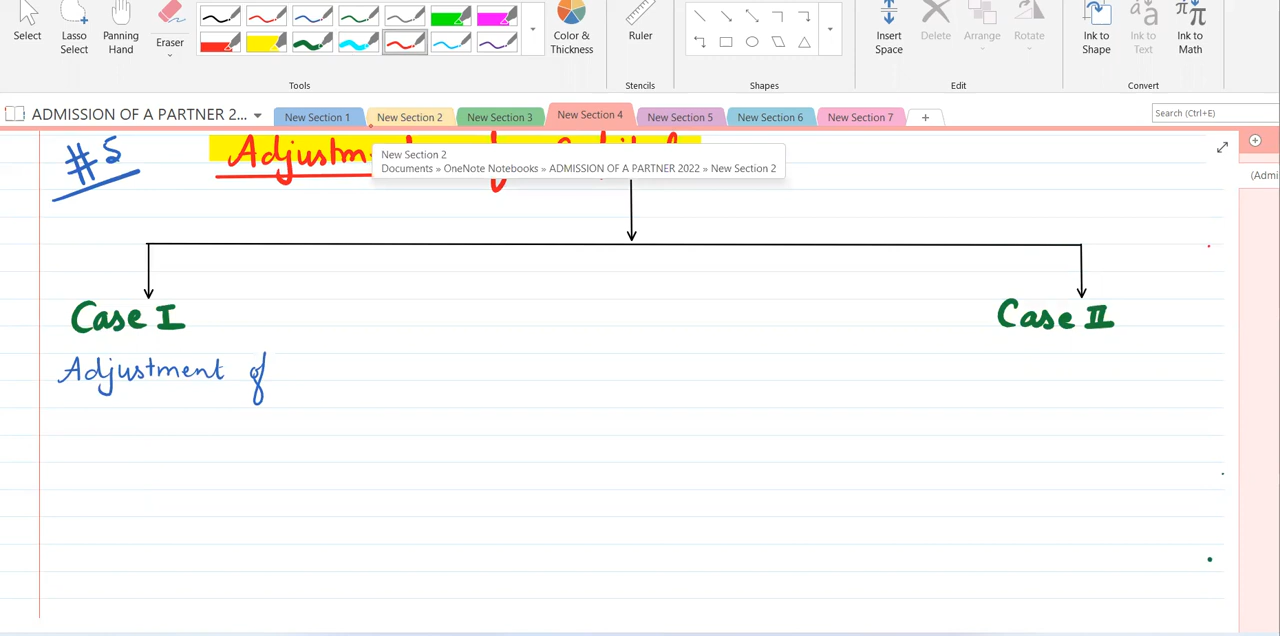 Select
Lasso Select
Panning Hand
Eraser
Color & Thickness
Ruler
Insert Space
Delete
Arrange
Rotate
Ink to Shape
Ink to Text
Ink to Math
Tools
Stencils
Shapes
Edit
Convert
ADMISSION OF A PARTNER 2...
New Section 1
New Section 2
New Section 3
New Section 4
New Section 5
New Section 6
New Section 7
+
Search (Ctrl+E)
#5
Adjustm
New Section 2
Documents » OneNote Notebooks » ADMISSION OF A PARTNER 2022 » New Section 2
(Admi
Case I
Case II
Adjustment of